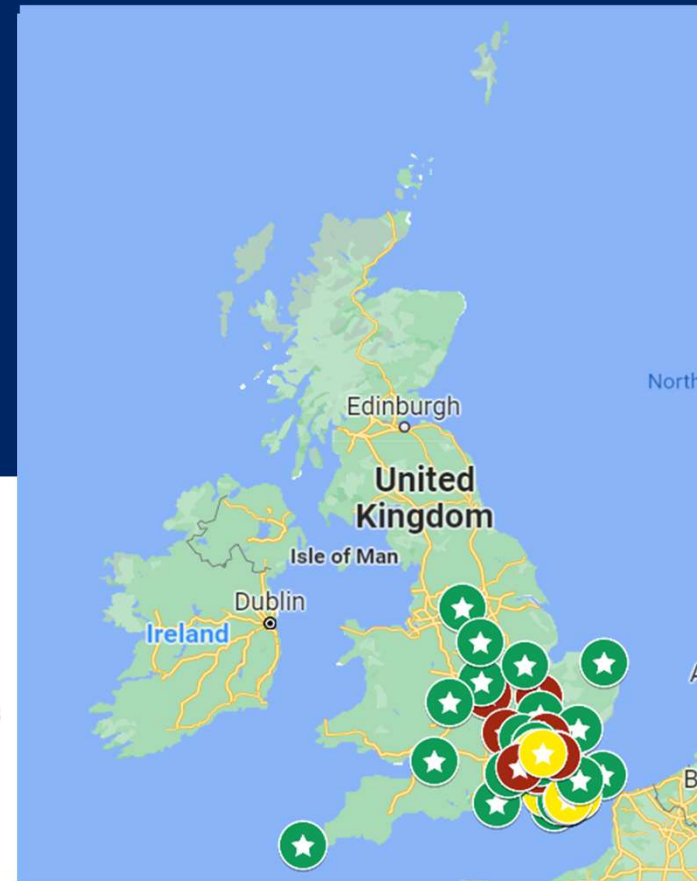 Edinburgh
North
United
Kingdom
Isle of Man
Dublin
Ireland